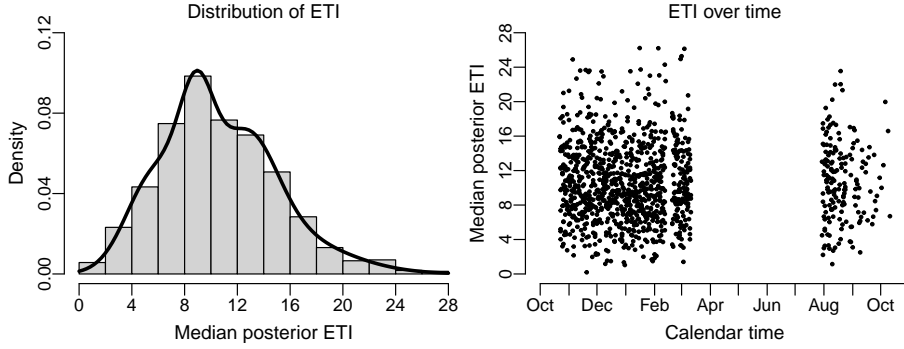 Distribution of ETI
Density
0.00 0.04 0.08 0.12
0 4 8 12 16 20 24 28
Median posterior ETI
ETI over time
Median posterior ETI
0 4 8 12 16 20 24 28
Oct Dec Feb Apr Jun Aug Oct
Calendar time